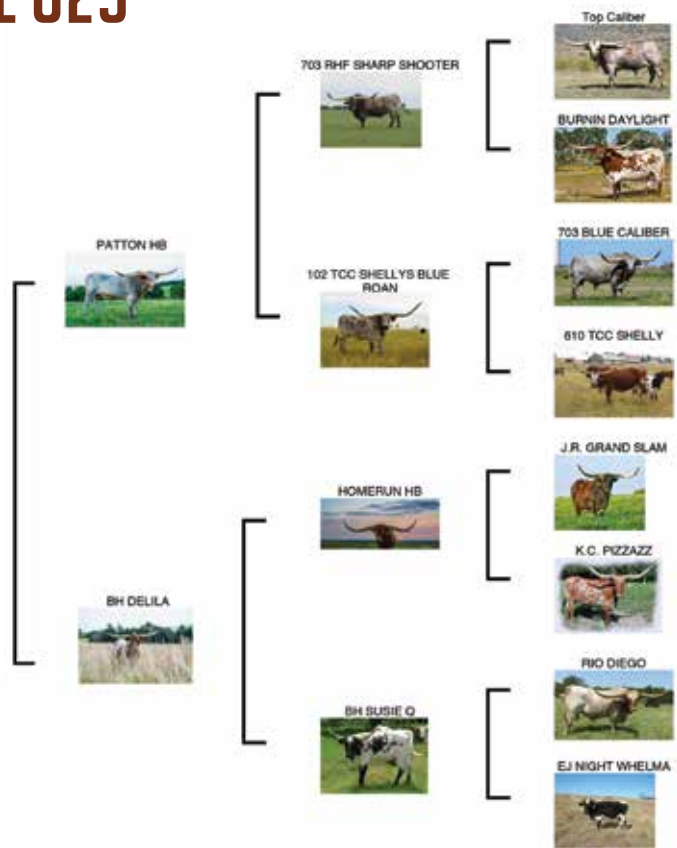 Top Caliber
703 RHF SHARP SHOOTER
BURNIN DAYLIGHT
PATTON HB
703 BLUE CALIBER
102 TCC SHELLYS BLUE
ROAN
610 TCC SHELLY
J.R. GRAND SLAM
HOMERUN HB
K.C. PIZZAZZ
BH DELILA
RIO DIEGO
BH SUSIE Q
EJ NIGHT WHELMA